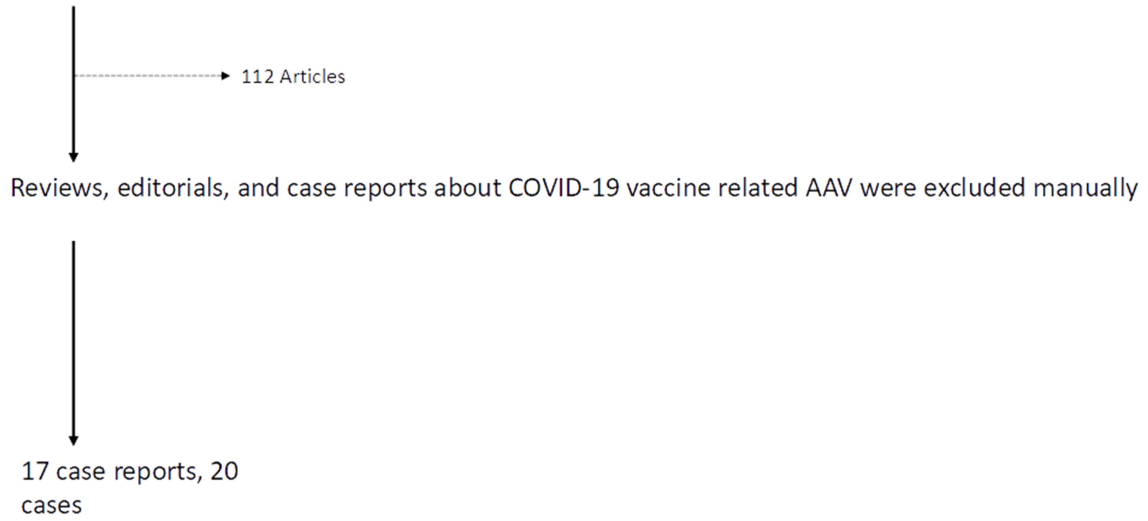 112 Articles
Reviews, editorials, and case reports about COVID-19 vaccine related AAV were excluded manually
17 case reports, 20
cases